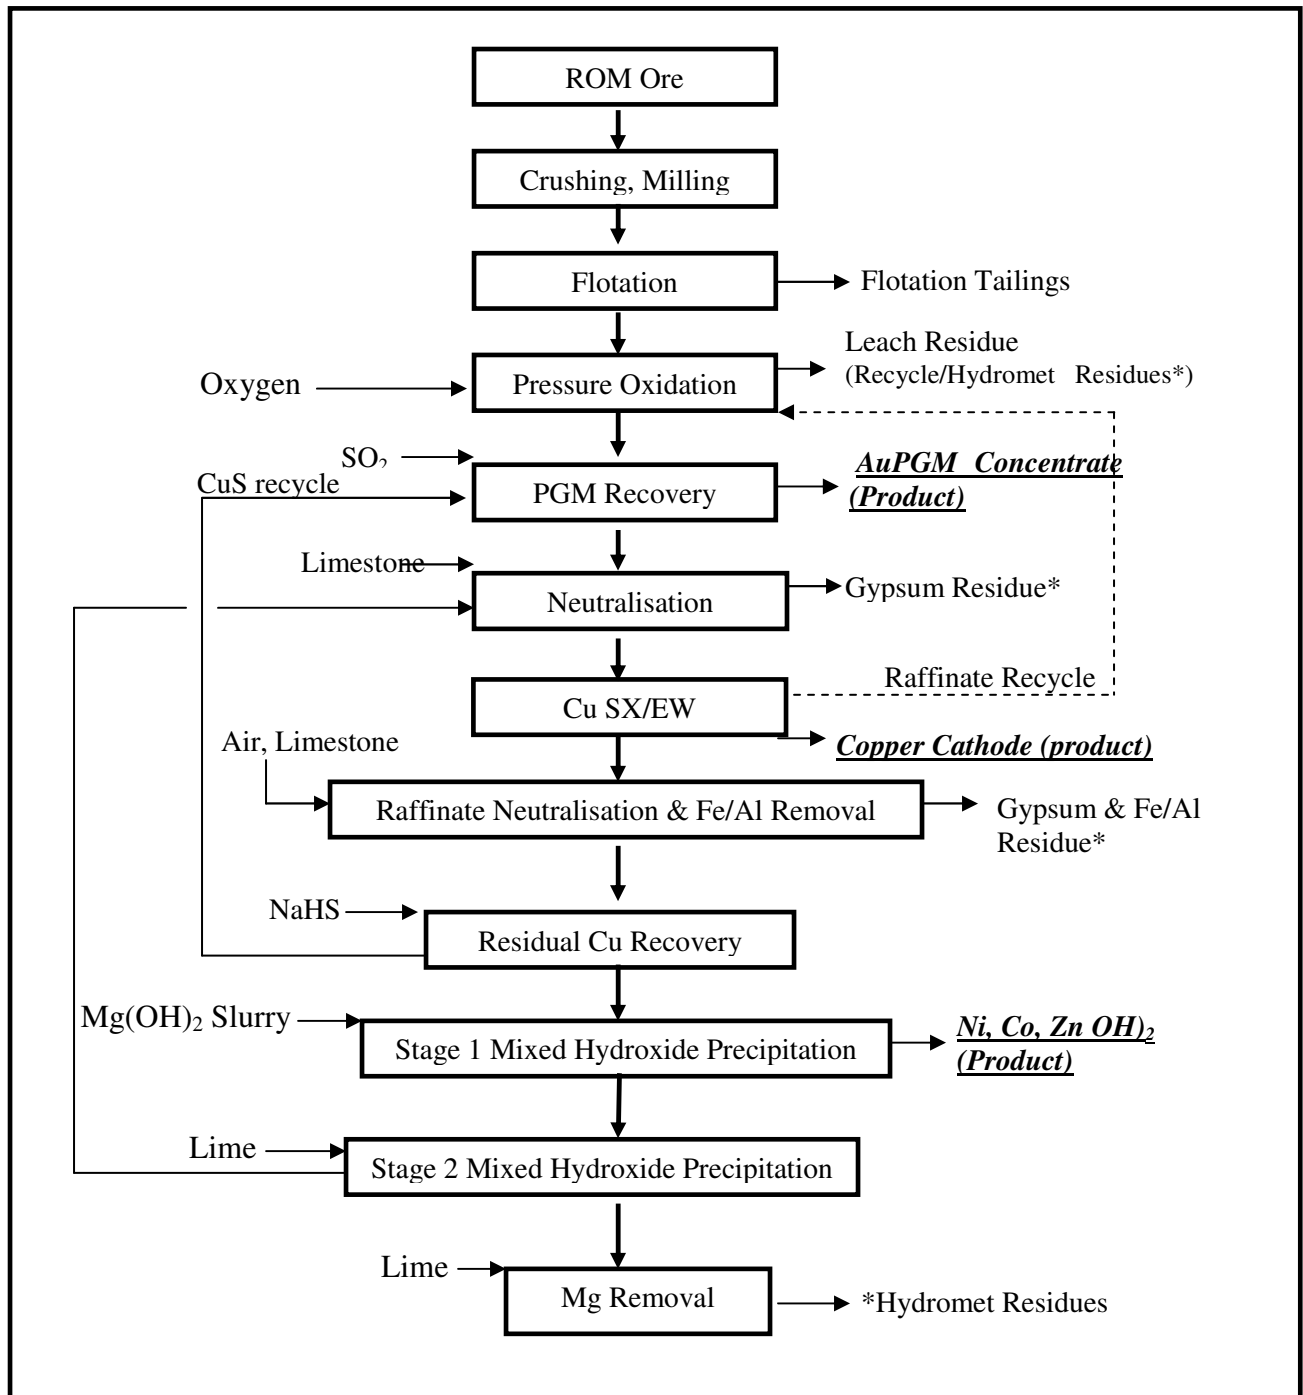 ROM Ore
Crushing, Milling
Flotation
Flotation Tailings
Leach Residue
(Recycle/Hydromet Residues*)
Oxygen
Pressure Oxidation
SO₂
CuS recycle
PGM Recovery
AuPGM Concentrate
(Product)
Limestone
Neutralisation
Gypsum Residue*
Raffinate Recycle
Cu SX/EW
Copper Cathode (product)
Air, Limestone
Raffinate Neutralisation & Fe/Al Removal
Gypsum & Fe/Al
Residue*
NaHS
Residual Cu Recovery
Mg(OH)₂ Slurry
Stage 1 Mixed Hydroxide Precipitation
Ni, Co, Zn OH)₂
(Product)
Lime
Stage 2 Mixed Hydroxide Precipitation
Lime
Mg Removal
*Hydromet Residues